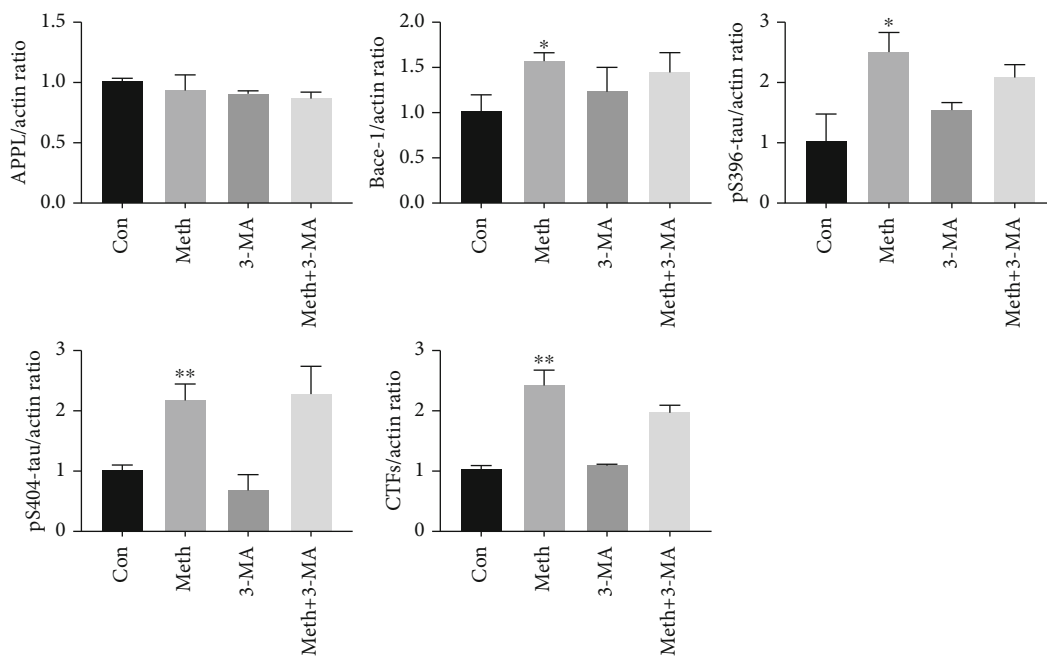 APPL/actin ratio
1.5
1.0
0.5
0.0
Con
Meth
3-MA
Meth+3-MA
Bace-1/actin ratio
2.0
1.5
1.0
0.5
0.0
*
Con
Meth
3-MA
Meth+3-MA
pS396-tau/actin ratio
3
2
1
0
*
Con
Meth
3-MA
Meth+3-MA
pS404-tau/actin ratio
3
2
1
0
**
Con
Meth
3-MA
Meth+3-MA
CTFs/actin ratio
3
2
1
0
**
Con
Meth
3-MA
Meth+3-MA